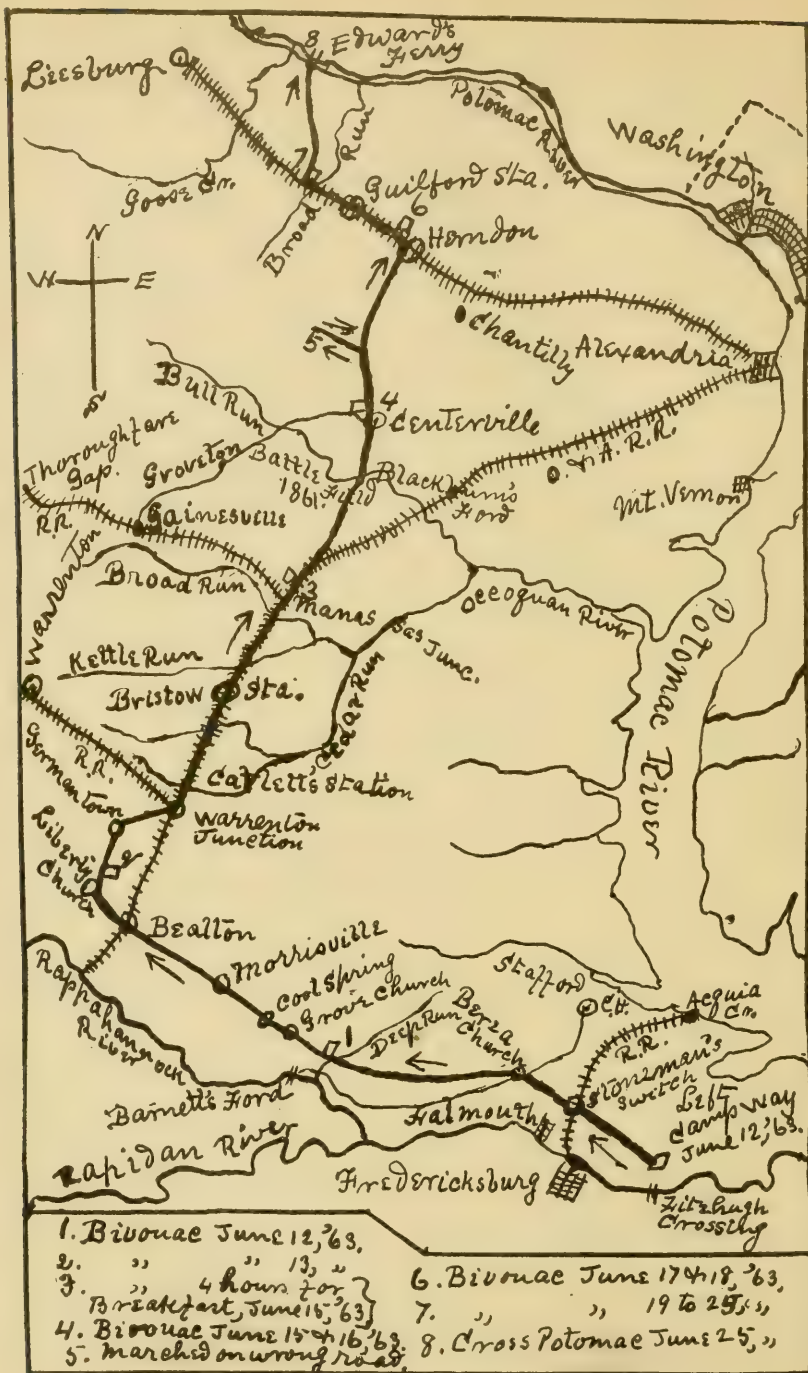 8
Edward's
Ferry
Leesburg
Potomac
River
Washington
Goose Cr.
7
Broad
Run
Guilford Sta.
6
Herndon
N
W E
S
5
Chantilly
Alexandria
Bull Run
4
Centerville
Thoroughfare
Gap.
Groveton
Battle
Field
1861.
Blackburn's
Ford
O. & A. R.R.
Mt. Vernon
R.R.
Gainesville
Warrenton
Broad Run
3
Manas
sas Junc.
Occoquan River
Potomac River
Kettle Run
Bristow Sta.
Cedar Run
R.R.
Germantown
Catlett's Station
Warrenton
Junction
Liberty
Church
2
Bealton
Morrisville
Rappahannock
River
Cool Spring
Grove Church
Stafford
C.H.
Acquia
Cr.
1
Deep Run
Berea
Church
R.R.
Stoneman's
Switch
Barnett's Ford
Falmouth
Left
Camp Way
June 12, '63.
Rapidan River
Fredericksburg
Fitzhugh
Crossing
1. Bivouac June 12, '63.
2. " " 13, "
3. " 4 hours for
Breakfast, June 15, '63
4. Bivouac June 15 & 16, '63.
5. Marched on wrong road.
6. Bivouac June 17 & 18, '63.
7. " " 19 to 25, "
8. Cross Potomac June 25, "